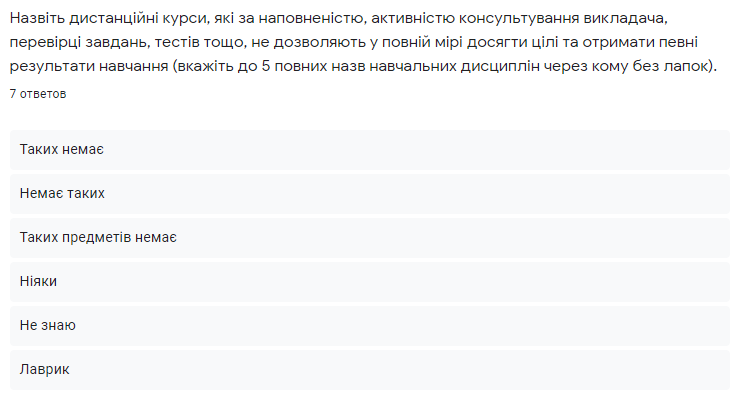 Назвіть дистанційні курси, які за наповненістю, активністю консультування викладача,
перевірці завдань, тестів тощо, не дозволяють у повній мірі досягти цілі та отримати певні
результати навчання (вкажіть до 5 повних назв навчальних дисциплін через кому без лапок).
7 ответов
Таких немає
Немає таких
Таких предметів немає
Ніяки
Не знаю
Лаврик